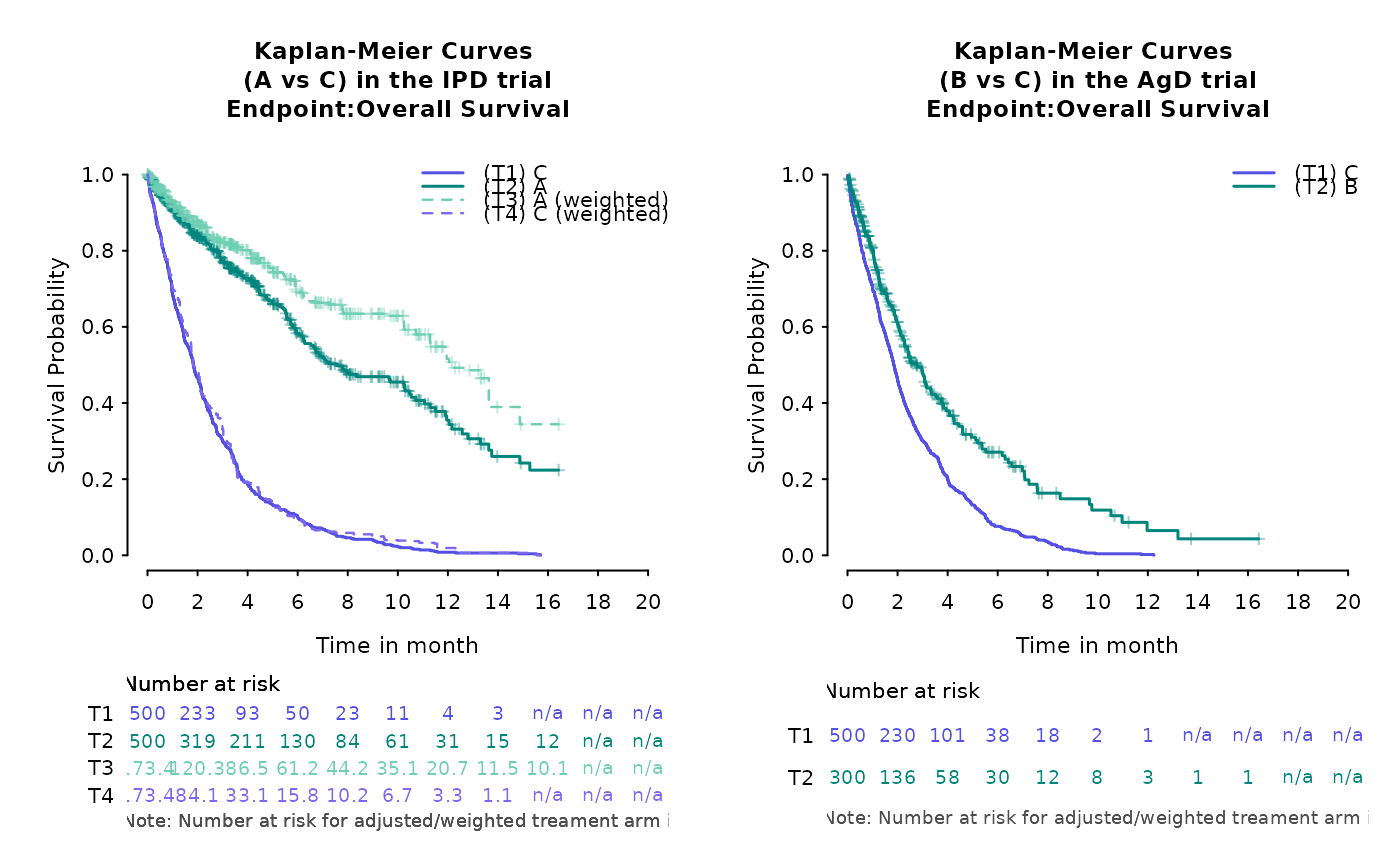 Kaplan-Meier Curves
(A vs C) in the IPD trial
Endpoint:Overall Survival
(T1) C
(T2) A
(T3) A (weighted)
(T4) C (weighted)
Survival Probability
1.0
0.8
0.6
0.4
0.2
0.0
0 2 4 6 8 10 12 14 16 18 20
Time in month
Number at risk
T1 500 233 93 50 23 11 4 3 n/a n/a n/a
T2 500 319 211 130 84 61 31 15 12 n/a n/a
T3 .73.4 120.3 86.5 61.2 44.2 35.1 20.7 11.5 10.1 n/a n/a
T4 .73.4 84.1 33.1 15.8 10.2 6.7 3.3 1.1 n/a n/a n/a
Note: Number at risk for adjusted/weighted treament arm i
Kaplan-Meier Curves
(B vs C) in the AgD trial
Endpoint:Overall Survival
(T1) C
(T2) B
Survival Probability
1.0
0.8
0.6
0.4
0.2
0.0
0 2 4 6 8 10 12 14 16 18 20
Time in month
Number at risk
T1 500 230 101 38 18 2 1 n/a n/a n/a n/a
T2 300 136 58 30 12 8 3 1 1 n/a n/a
Note: Number at risk for adjusted/weighted treament arm i